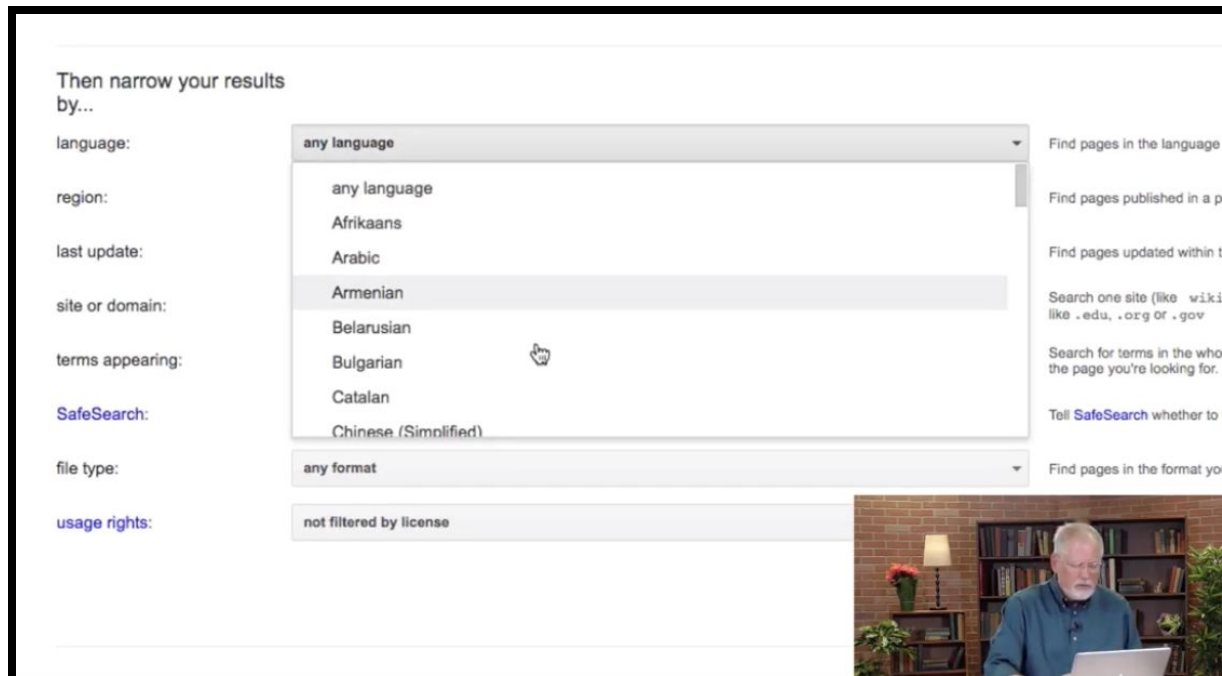 Then narrow your results
by...
language:
any language
Find pages in the language
any language
region:
Find pages published in a
Afrikaans
last update:
Arabic
Find pages updated within
Armenian
site or domain:
Search one site (like wiki
like .edu, .org or .gov
Belarusian
terms appearing:
Bulgarian
Search for terms in the
the page you're looking for.
Catalan
SafeSearch:
Tell SafeSearch whether to
Chinese (Simplified)
file type:
any format
Find pages in the format
usage rights:
not filtered by license